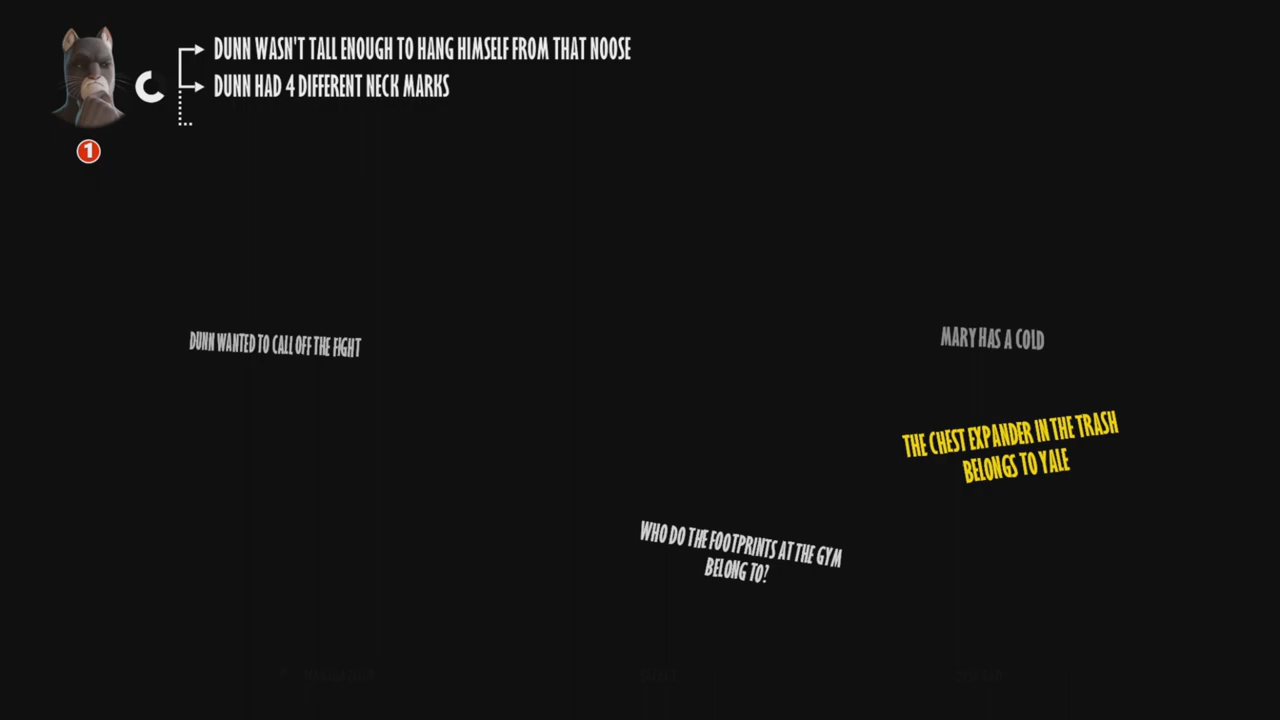 DUNN WASN'T TALL ENOUGH TO HANG HIMSELF FROM THAT NOOSE
DUNN HAD 4 DIFFERENT NECK MARKS
...
1
DUNN WANTED TO CALL OFF THE FIGHT
MARY HAS A COLD
THE CHEST EXPANDER IN THE TRASH
BELONGS TO YALE
WHO DO THE FOOTPRINTS AT THE GYM
BELONG TO?